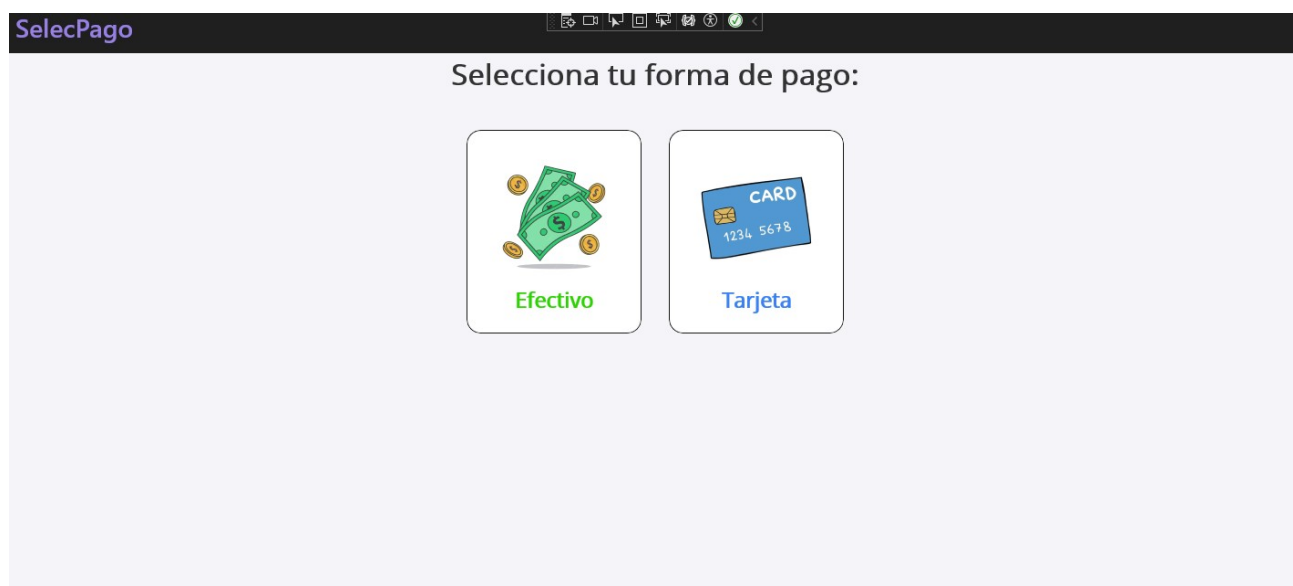 SelecPago
Selecciona tu forma de pago:
CARD
1234 5678
Efectivo
Tarjeta